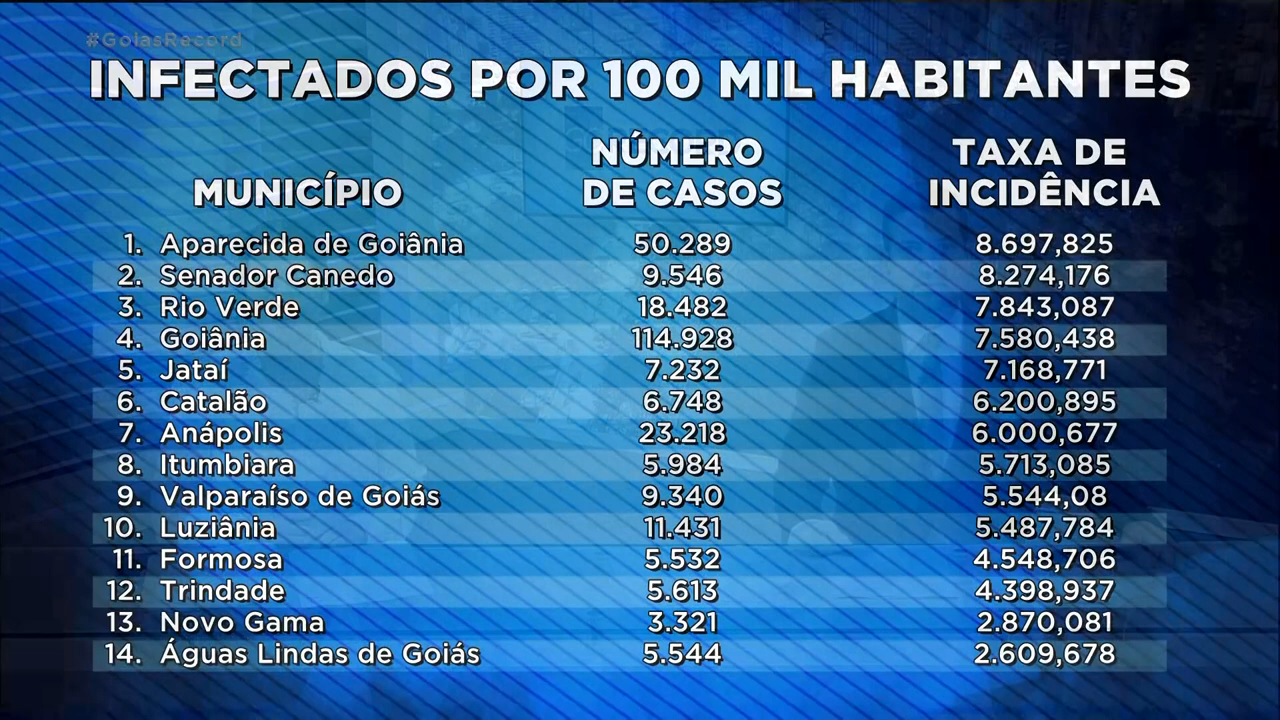 #GoiasRecord
INFECTADOS POR 100 MIL HABITANTES
MUNICÍPIO NÚMERO DE CASOS TAXA DE INCIDÊNCIA
1. Aparecida de Goiânia 50.289 8.697,825
2. Senador Canedo 9.546 8.274,176
3. Rio Verde 18.482 7.843,087
4. Goiânia 114.928 7.580,438
5. Jataí 7.232 7.168,771
6. Catalão 6.748 6.200,895
7. Anápolis 23.218 6.000,677
8. Itumbiara 5.984 5.713,085
9. Valparaíso de Goiás 9.340 5.544,08
10. Luziânia 11.431 5.487,784
11. Formosa 5.532 4.548,706
12. Trindade 5.613 4.398,937
13. Novo Gama 3.321 2.870,081
14. Águas Lindas de Goiás 5.544 2.609,678